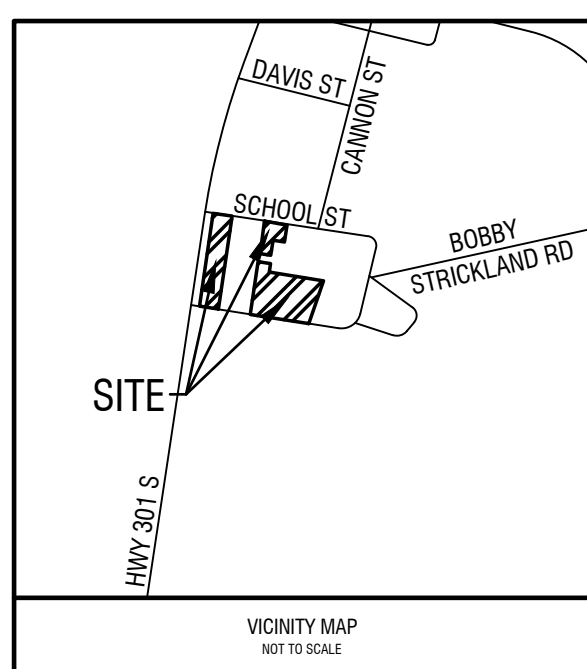 DAVIS ST
CANNON ST
SCHOOL ST
BOBBY
STRICKLAND RD
SITE
HWY 301 S
VICINITY MAP
NOT TO SCALE